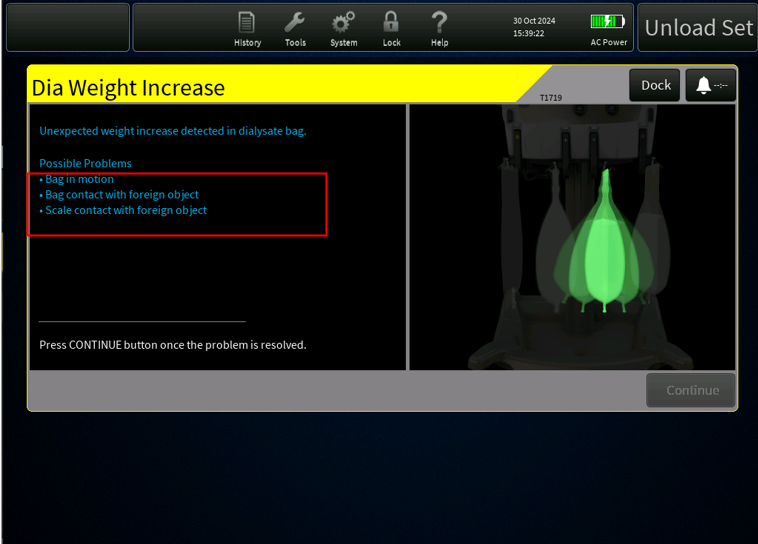 History
Tools
System
Lock
Help
30 Oct 2024
15:39:22
AC Power
Unload Set
Dia Weight Increase
T1719
Dock
--:--
Unexpected weight increase detected in dialysate bag.
Possible Problems
• Bag in motion
• Bag contact with foreign object
• Scale contact with foreign object
Press CONTINUE button once the problem is resolved.
Continue